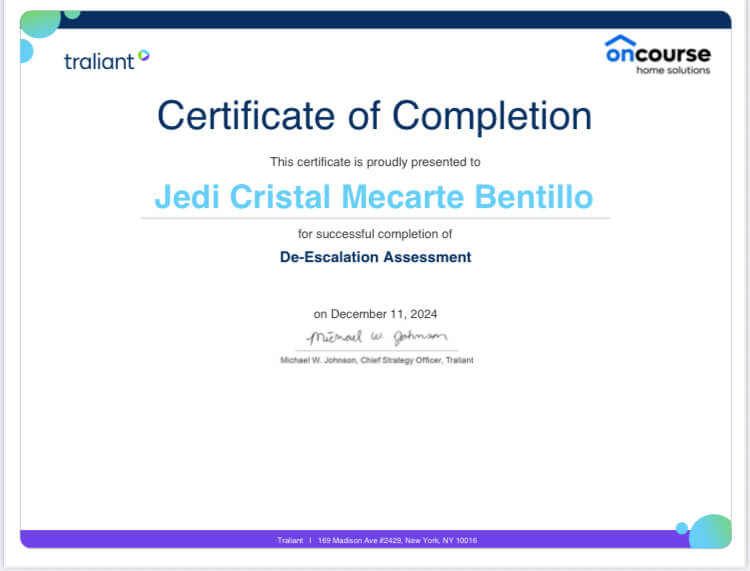 traliant
oncourse
home solutions
Certificate of Completion
This certificate is proudly presented to
Jedi Cristal Mecarte Bentillo
for successful completion of
De-Escalation Assessment
on December 11, 2024
Michael W. Johnson
Michael W. Johnson, Chief Strategy Officer, Traliant
Traliant | 169 Madison Ave #2429, New York, NY 10016